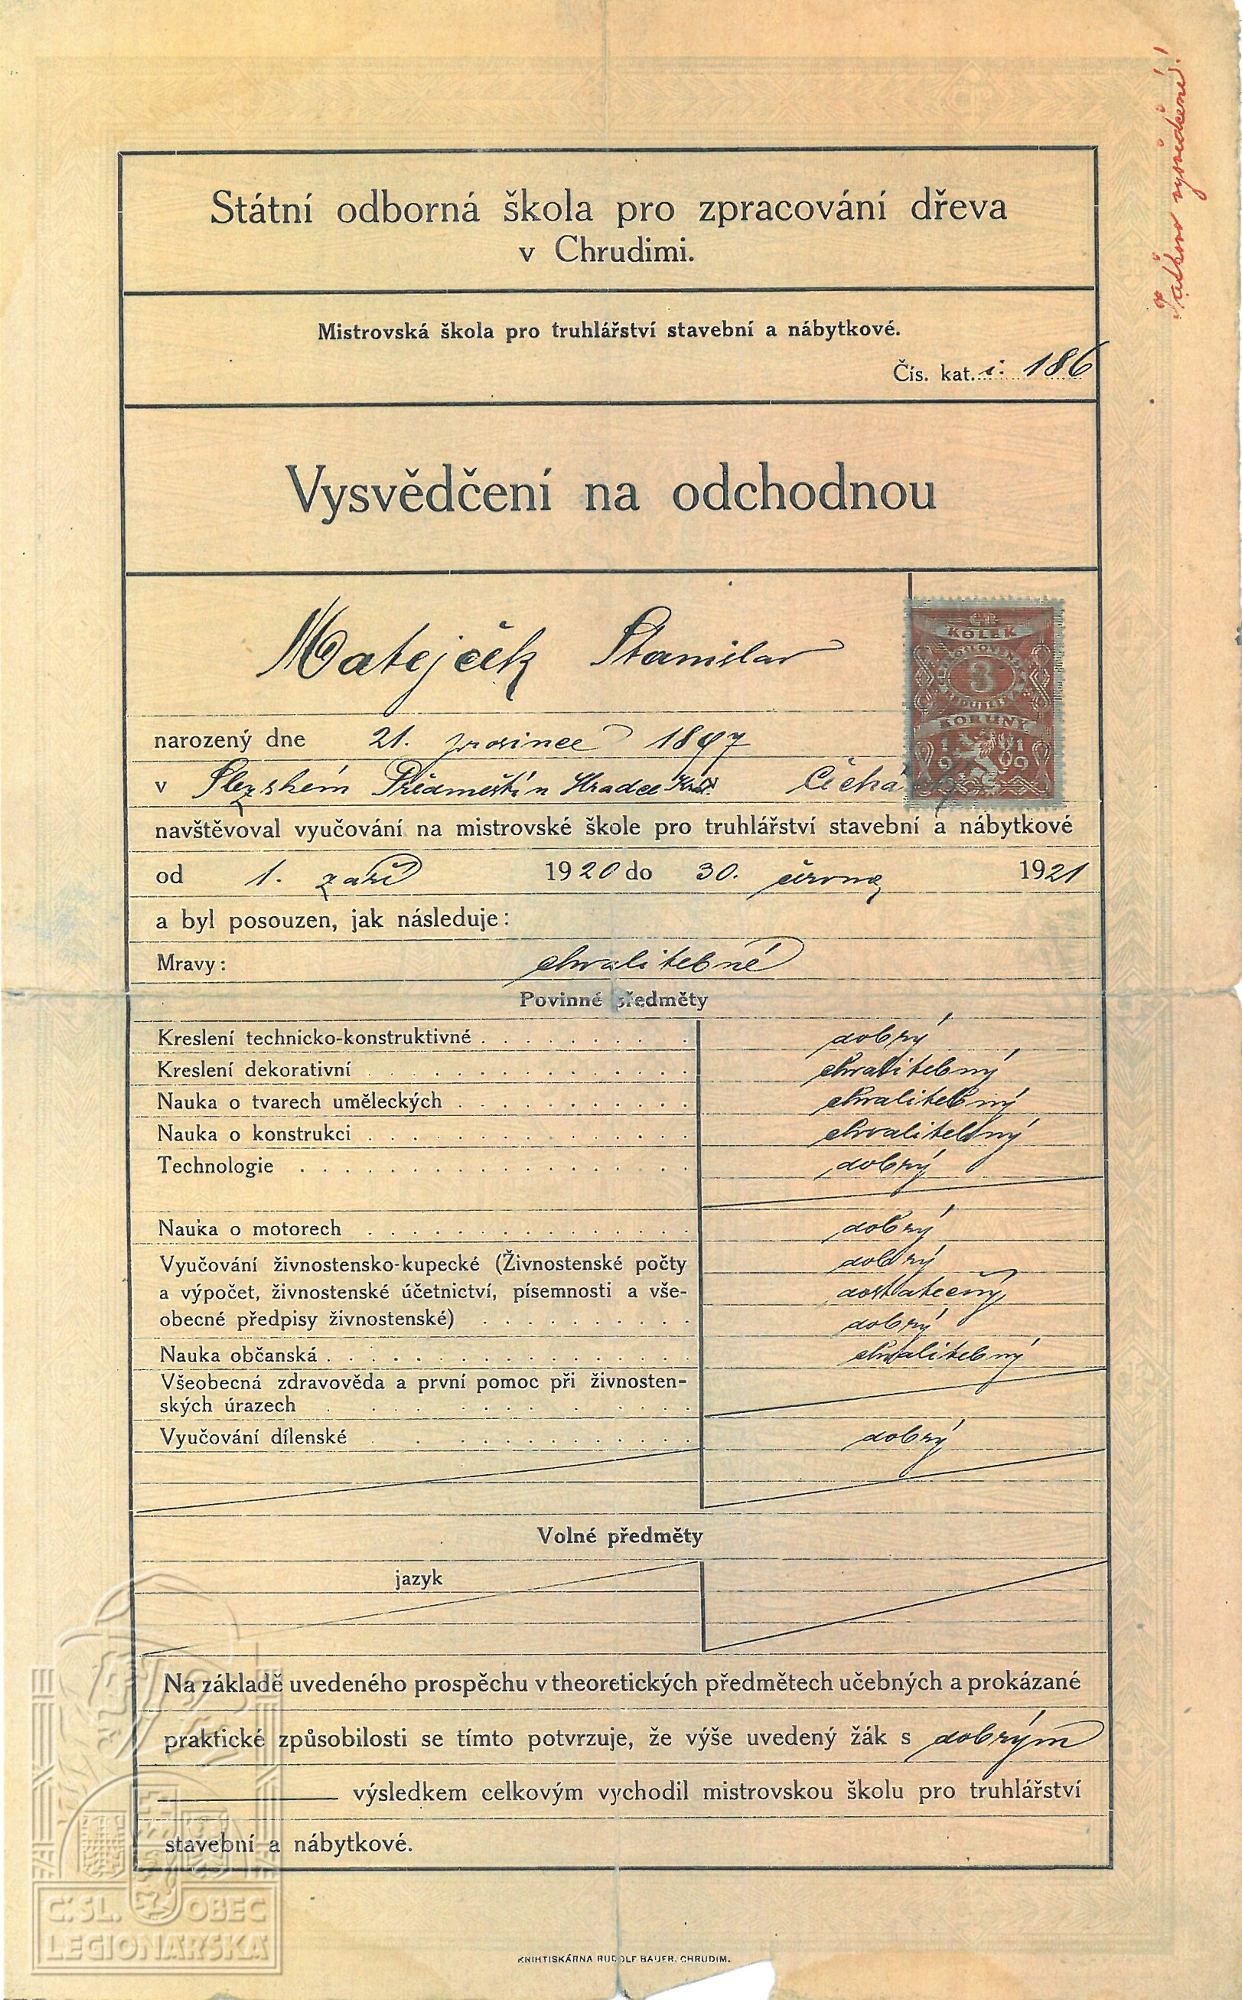 Taťkovo vysvědčení!
Státní odborná škola pro zpracování dřeva
v Chrudimi.
Mistrovská škola pro truhlářství stavební a nábytkové.
Čís. kat. i. 186
Vysvědčení na odchodnou
Matejček Stanislav
KOLEK
3
KORUNY
1919
narozený dne 21. prosince 1897
v Slezském Předměstí u Hradce Král. Čechá
navštěvoval vyučování na mistrovské škole pro truhlářství stavební a nábytkové
od 1. září 1920 do 30. června 1921
a byl posouzen, jak následuje:
Mravy: chvalitebné
Povinné předměty
Kreslení technicko-konstruktivné dobrý
Kreslení dekorativní chvalitebný
Nauka o tvarech uměleckých chvalitebný
Nauka o konstrukci chvalitebný
Technologie dobrý
Nauka o motorech dobrý
Vyučování živnostensko-kupecké (Živnostenské počty dobrý
a výpočet, živnostenské účetnictví, písemnosti a vše- dostatečný
obecné předpisy živnostenské) dobrý
Nauka občanská chvalitebný
Všeobecná zdravověda a první pomoc při živnosten-
ských úrazech
Vyučování dílenské dobrý
Volné předměty
jazyk
Na základě uvedeného prospěchu v theoretických předmětech učebných a prokázané
praktické způsobilosti se tímto potvrzuje, že výše uvedený žák s dobrým
výsledkem celkovým vychodil mistrovskou školu pro truhlářství
stavební a nábytkové.
Č. SL. OBEC
LEGIONÁŘSKÁ
KNIHTISKÁRNA RUDOLF BAUER, CHRUDIM.